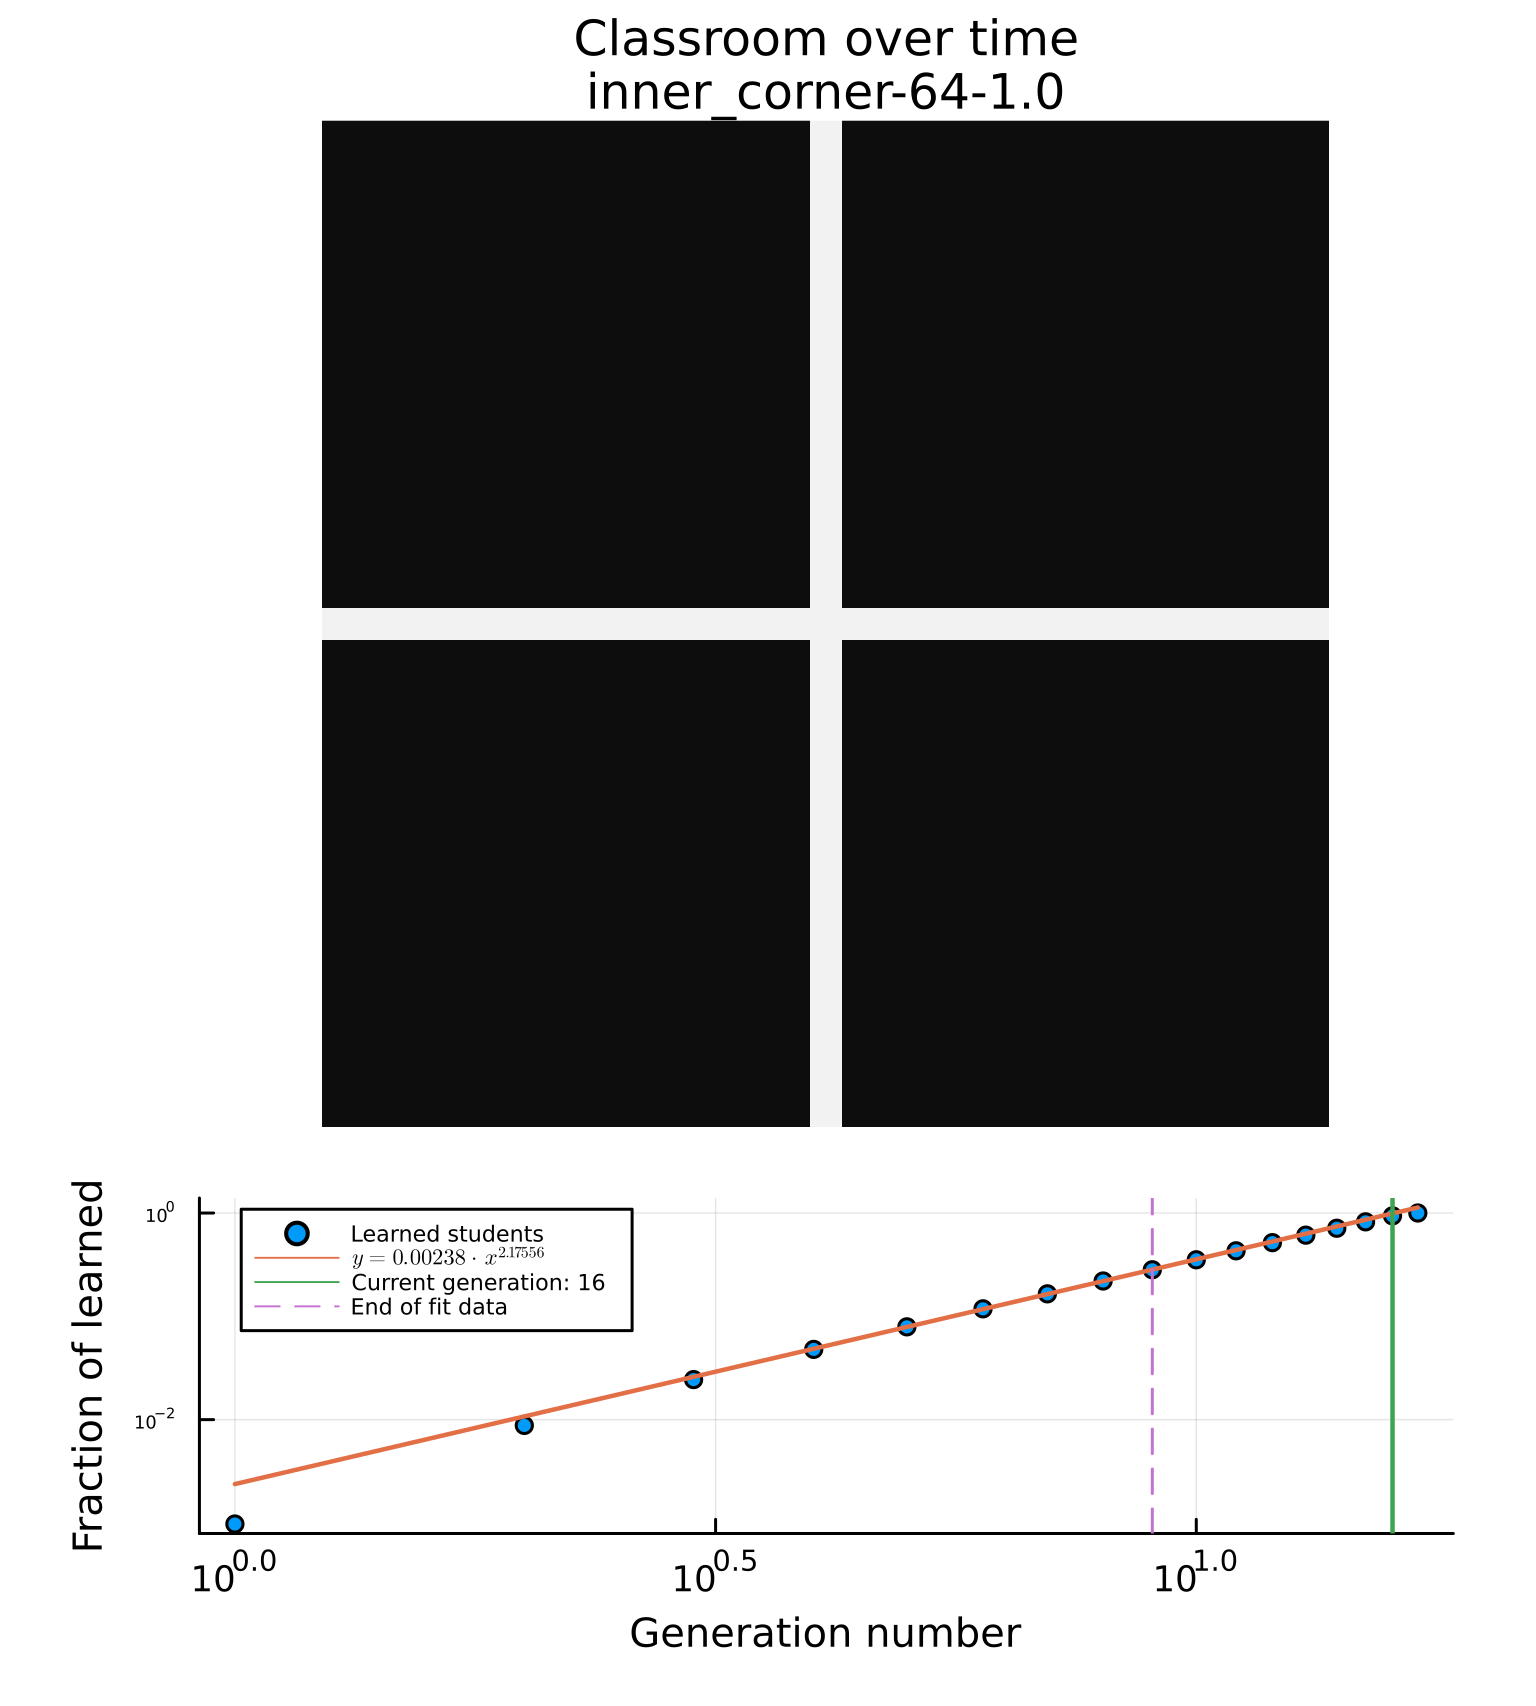 Classroom over time
inner_corner-64-1.0
Fraction of learned
10^0
10^-2
Learned students
y = 0.00238 · x^2.17556
Current generation: 16
End of fit data
10^0.0 10^0.5 10^1.0
Generation number